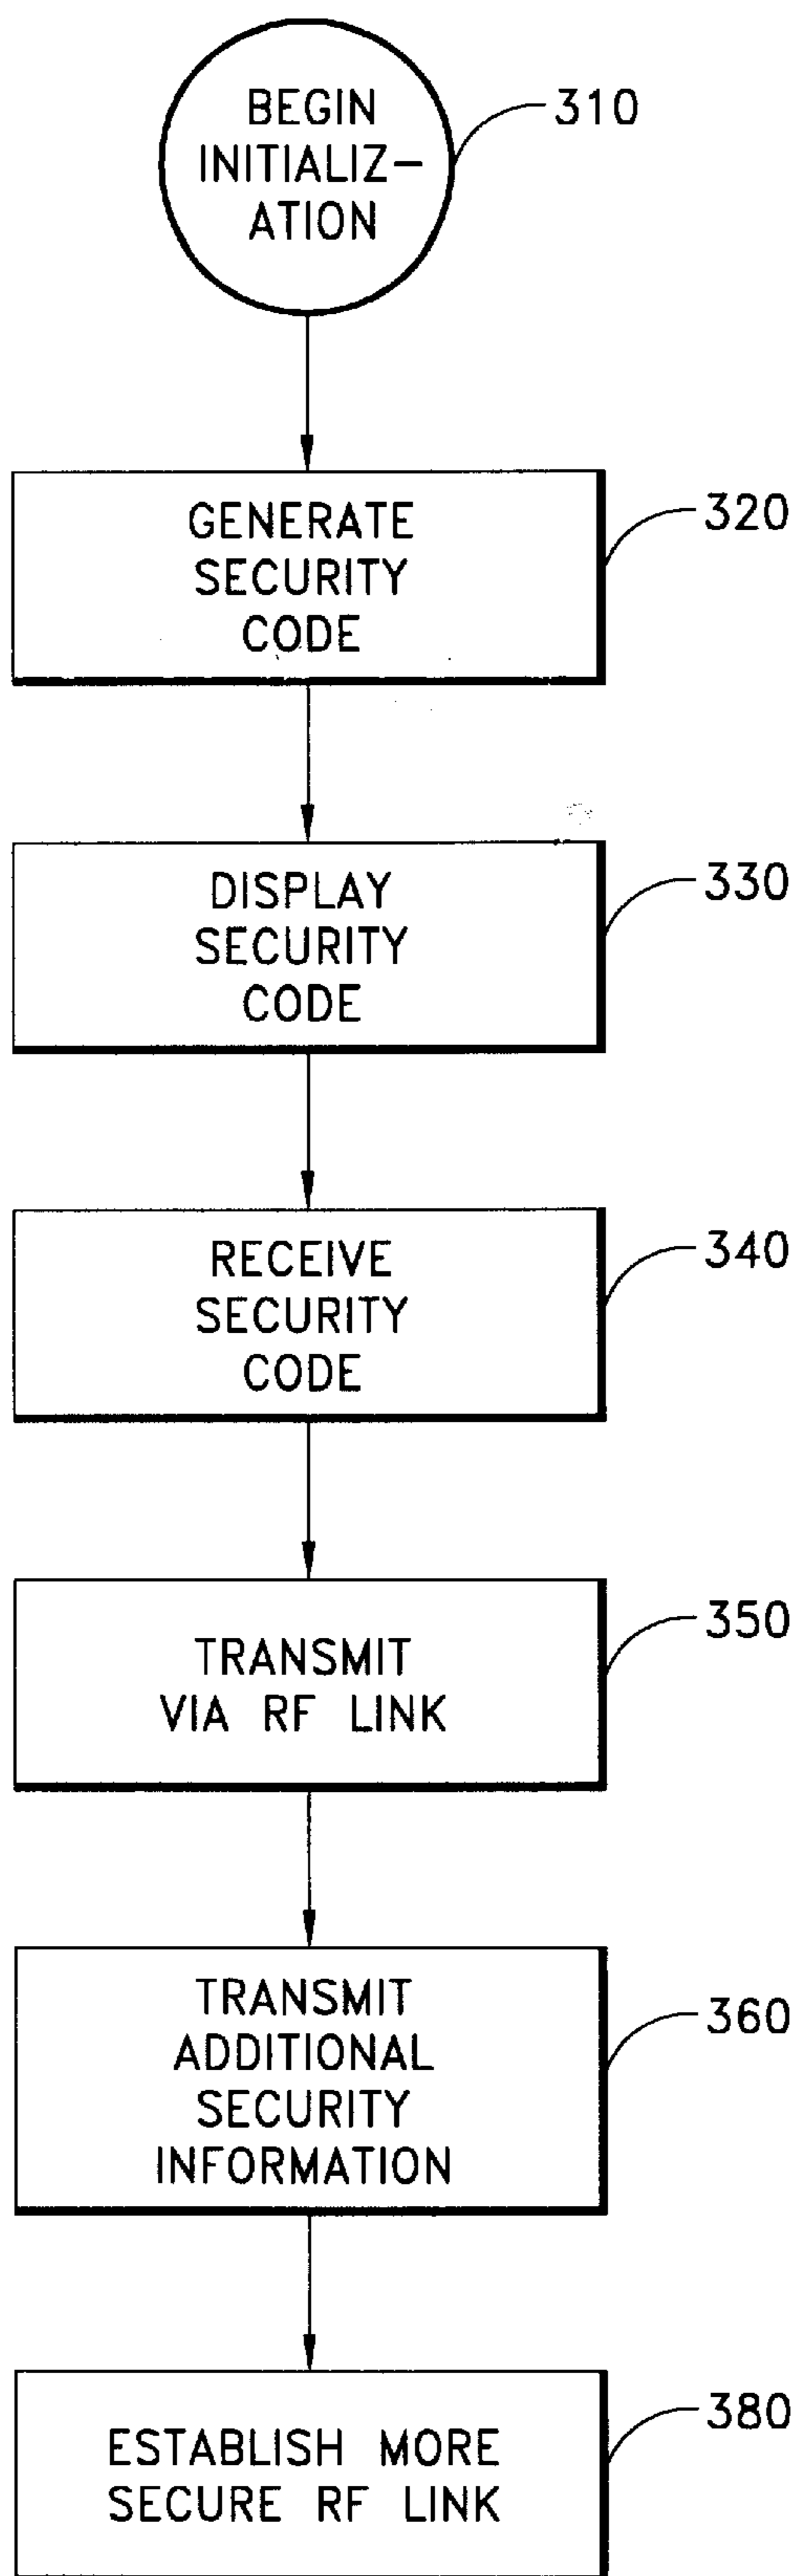 BEGIN
INITIALIZ-
ATION
310
GENERATE
SECURITY
CODE
320
DISPLAY
SECURITY
CODE
330
RECEIVE
SECURITY
CODE
340
TRANSMIT
VIA RF LINK
350
TRANSMIT
ADDITIONAL
SECURITY
INFORMATION
360
ESTABLISH MORE
SECURE RF LINK
380